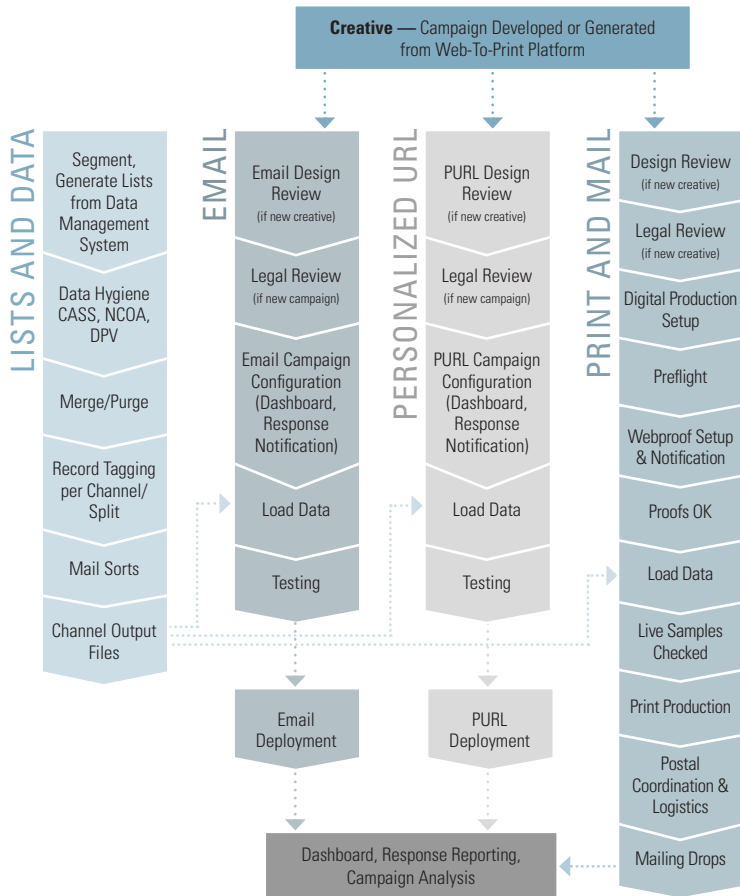 Creative — Campaign Developed or Generated
from Web-To-Print Platform
LISTS AND DATA
Segment,
Generate Lists
from Data
Management
System
Data Hygiene
CASS, NCOA,
DPV
Merge/Purge
Record Tagging
per Channel/
Split
Mail Sorts
Channel Output
Files
EMAIL
Email Design
Review
(if new creative)
Legal Review
(if new campaign)
Email Campaign
Configuration
(Dashboard,
Response
Notification)
Load Data
Testing
Email
Deployment
PERSONALIZED URL
PURL Design
Review
(if new creative)
Legal Review
(if new campaign)
PURL Campaign
Configuration
(Dashboard,
Response
Notification)
Load Data
Testing
PURL
Deployment
PRINT AND MAIL
Design Review
(if new creative)
Legal Review
(if new creative)
Digital Production
Setup
Preflight
Webproof Setup
& Notification
Proofs OK
Load Data
Live Samples
Checked
Print Production
Postal
Coordination &
Logistics
Mailing Drops
Dashboard, Response Reporting,
Campaign Analysis